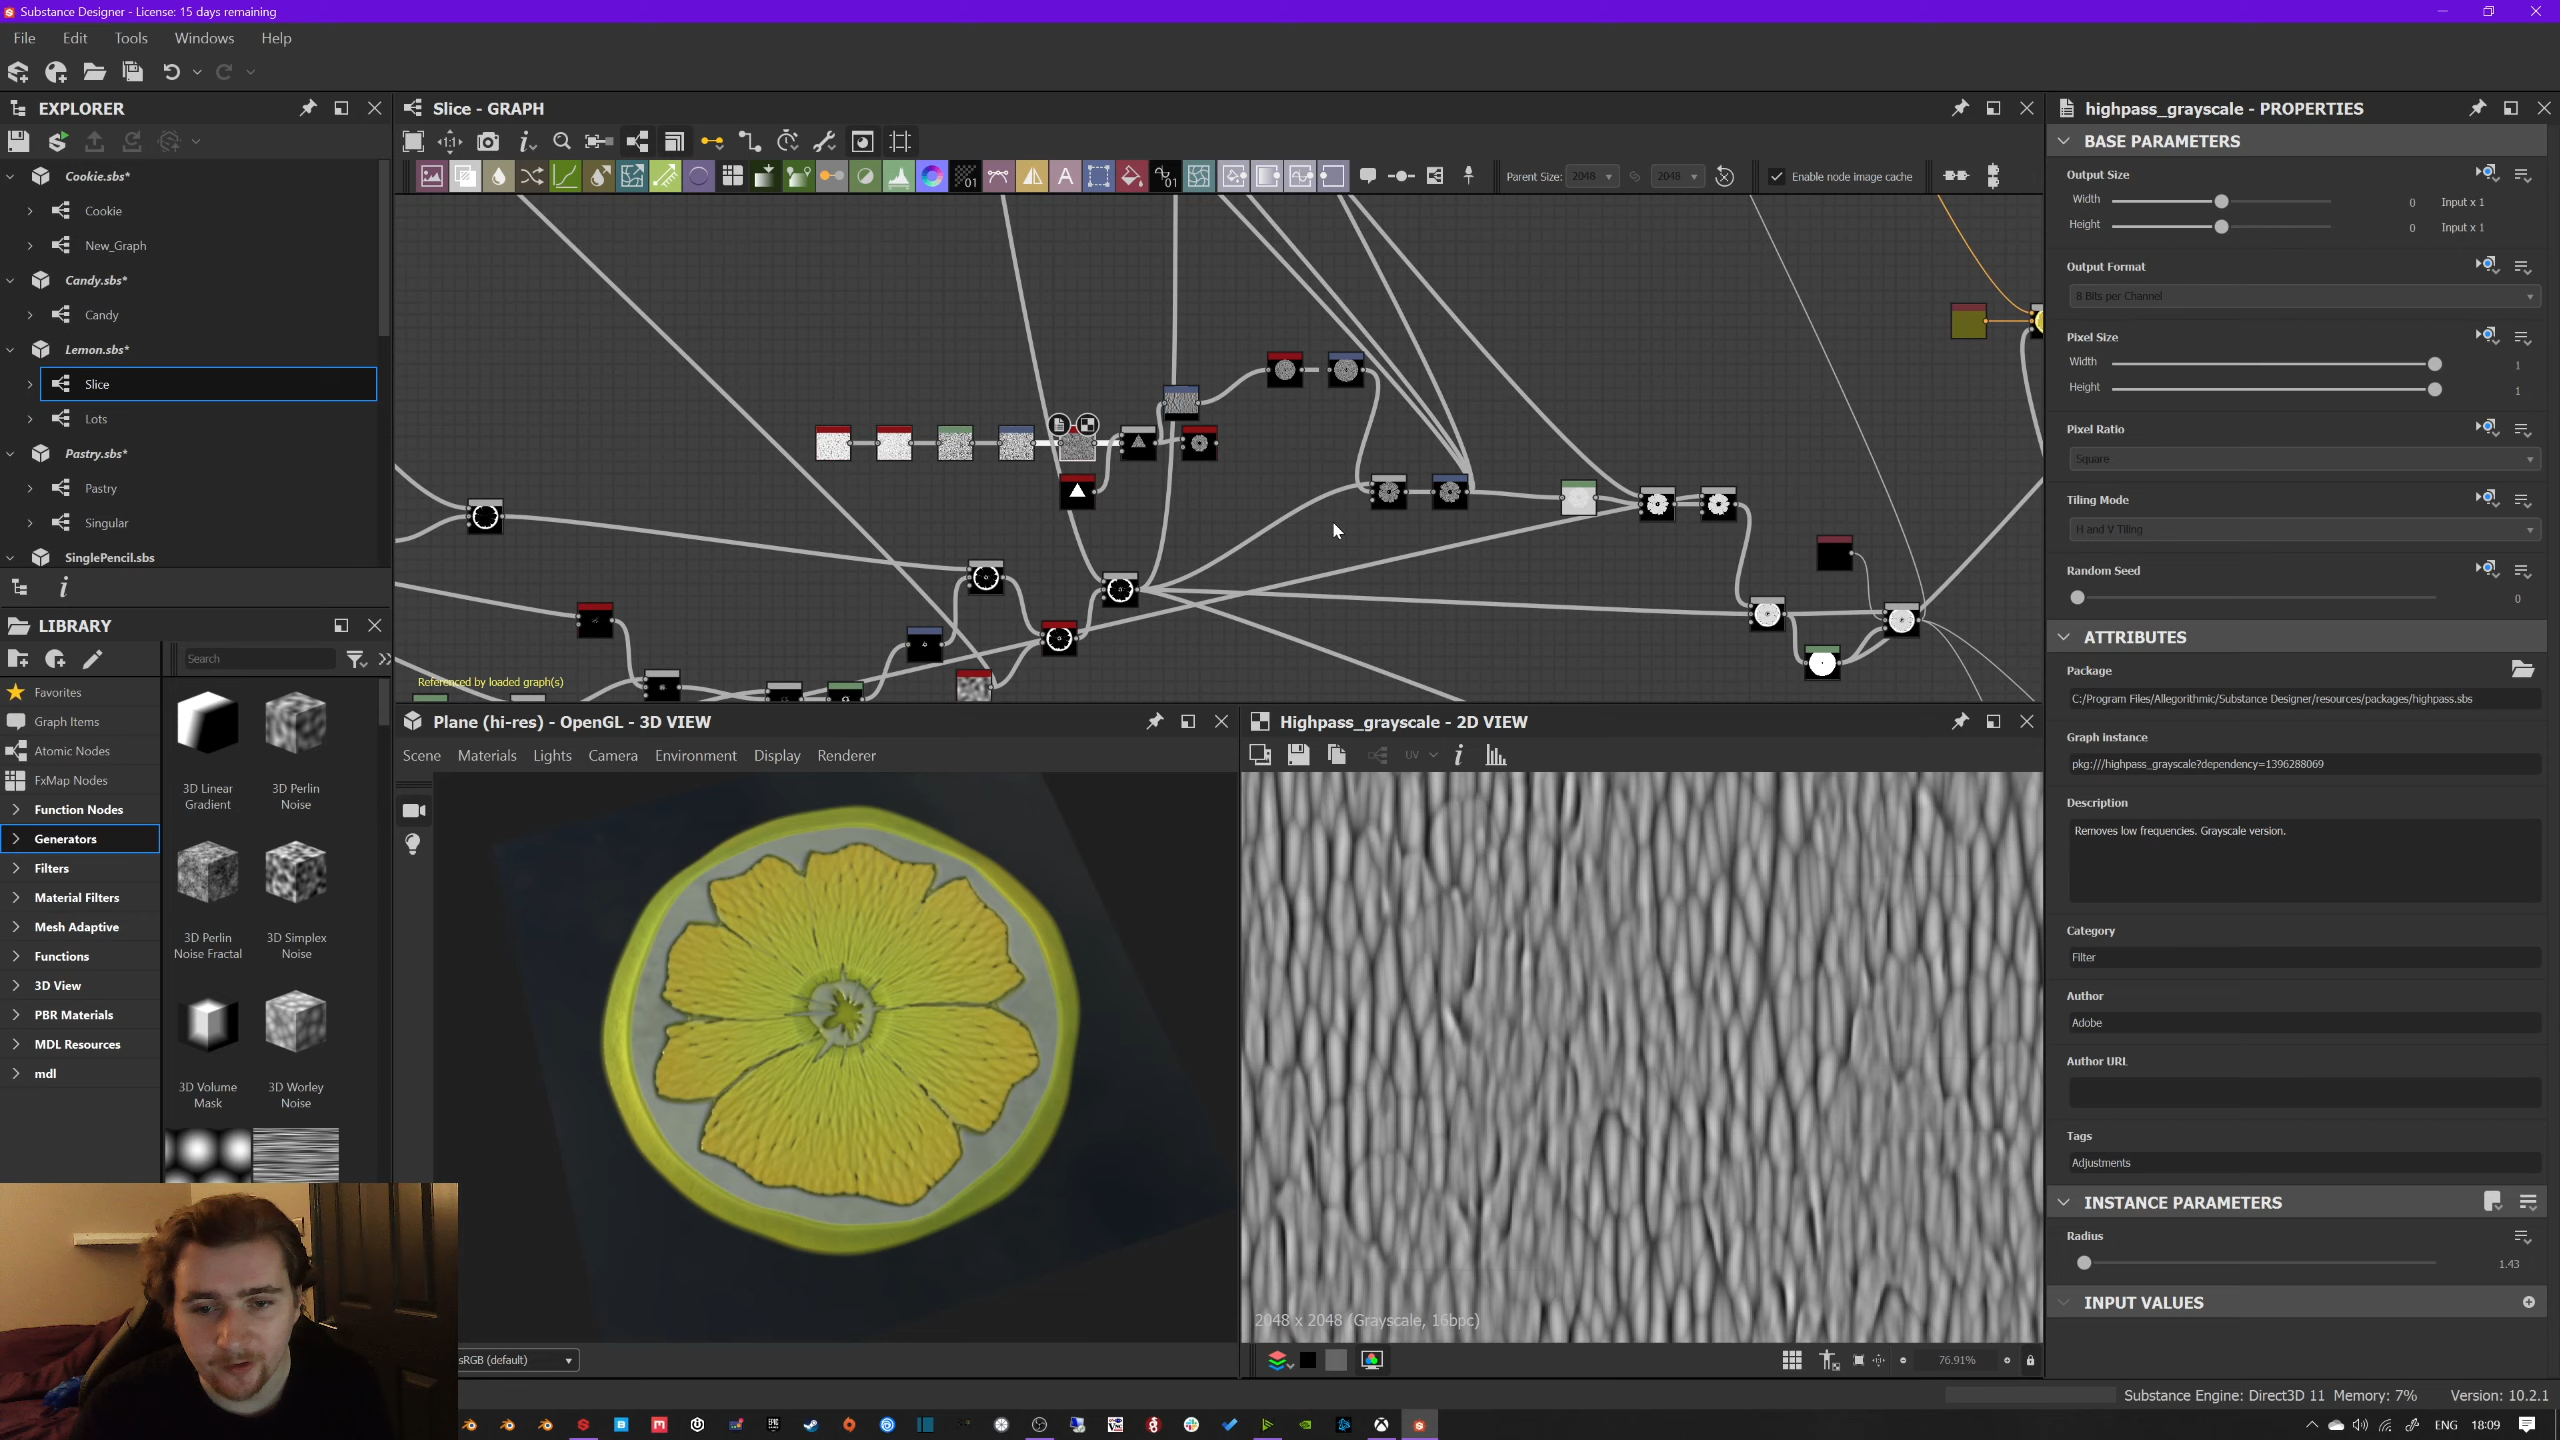 Substance Designer - License: 15 days remaining
File Edit Tools Windows Help
EXPLORER
Cookie.sbs*
Cookie
New_Graph
Candy.sbs*
Candy
Lemon.sbs*
Slice
Lots
Pastry.sbs*
Pastry
Singular
SinglePencil.sbs
LIBRARY
Search
Favorites
Graph Items
Atomic Nodes
FxMap Nodes
Function Nodes
Generators
Filters
Material Filters
Mesh Adaptive
Functions
3D View
PBR Materials
MDL Resources
mdl
3D Linear Gradient
3D Perlin Noise
3D Perlin Noise Fractal
3D Simplex Noise
3D Volume Mask
3D Worley Noise
Slice - GRAPH
Parent Size: 2048 2048
Enable node image cache
Referenced by loaded graph(s)
Plane (hi-res) - OpenGL - 3D VIEW
Scene Materials Lights Camera Environment Display Renderer
sRGB (default)
Highpass_grayscale - 2D VIEW
UV
2048 x 2048 (Grayscale, 16bpc)
76.91%
highpass_grayscale - PROPERTIES
BASE PARAMETERS
Output Size
Width 0 Input x 1
Height 0 Input x 1
Output Format
8 Bits per Channel
Pixel Size
Width 1
Height 1
Pixel Ratio
Square
Tiling Mode
H and V Tiling
Random Seed
0
ATTRIBUTES
Package
C:/Program Files/Allegorithmic/Substance Designer/resources/packages/highpass.sbs
Graph instance
pkg:///highpass_grayscale?dependency=1396288069
Description
Removes low frequencies. Grayscale version.
Category
Filter
Author
Adobe
Author URL
Tags
Adjustments
INSTANCE PARAMETERS
Radius
1.43
INPUT VALUES
Substance Engine: Direct3D 11 Memory: 7% Version: 10.2.1
ENG 18:09